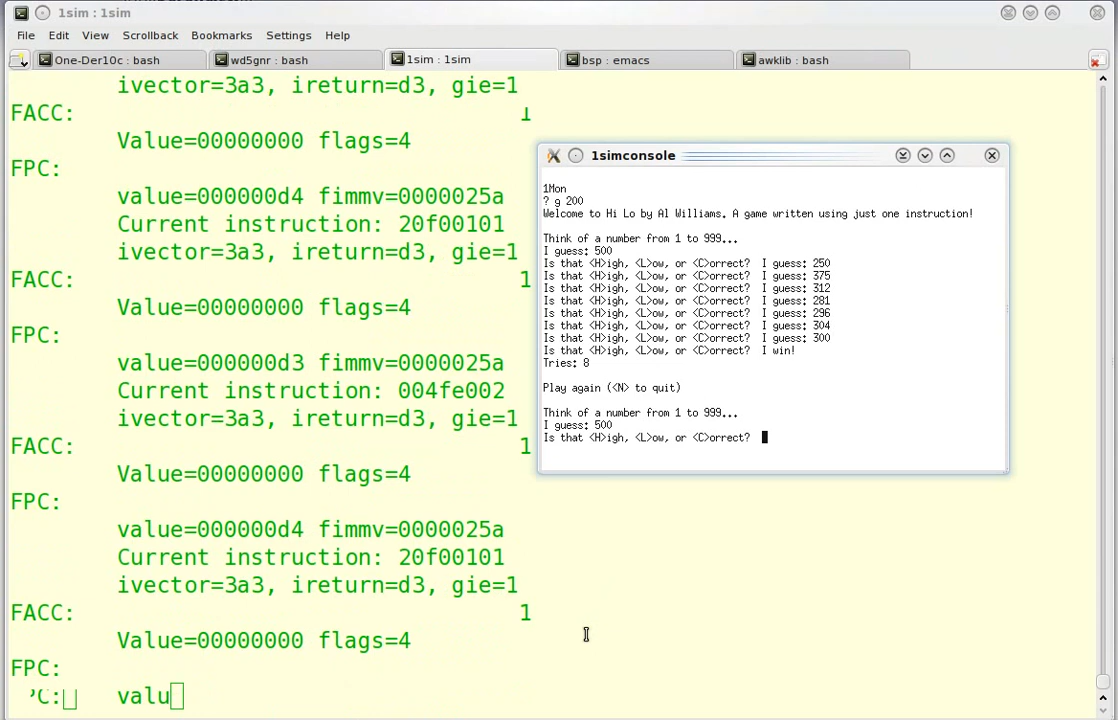 1sim : 1sim
File Edit View Scrollback Bookmarks Settings Help
One-Der10c : bash wd5gnr : bash 1sim : 1sim bsp : emacs awklib : bash
ivector=3a3, ireturn=d3, gie=1
FACC: 1
Value=00000000 flags=4
FPC:
value=000000d4 fimmv=0000025a
Current instruction: 20f00101
ivector=3a3, ireturn=d3, gie=1
FACC: 1
Value=00000000 flags=4
FPC:
value=000000d3 fimmv=0000025a
Current instruction: 004fe002
ivector=3a3, ireturn=d3, gie=1
FACC: 1
Value=00000000 flags=4
FPC:
value=000000d4 fimmv=0000025a
Current instruction: 20f00101
ivector=3a3, ireturn=d3, gie=1
FACC: 1
Value=00000000 flags=4
FPC:
PC: valu
1simconsole
1Mon
? g 200
Welcome to Hi Lo by Al Williams. A game written using just one instruction!
Think of a number from 1 to 999...
I guess: 500
Is that <H>igh, <L>ow, or <C>orrect? I guess: 250
Is that <H>igh, <L>ow, or <C>orrect? I guess: 375
Is that <H>igh, <L>ow, or <C>orrect? I guess: 312
Is that <H>igh, <L>ow, or <C>orrect? I guess: 281
Is that <H>igh, <L>ow, or <C>orrect? I guess: 296
Is that <H>igh, <L>ow, or <C>orrect? I guess: 304
Is that <H>igh, <L>ow, or <C>orrect? I guess: 300
Is that <H>igh, <L>ow, or <C>orrect? I win!
Tries: 8
Play again (<N> to quit)
Think of a number from 1 to 999...
I guess: 500
Is that <H>igh, <L>ow, or <C>orrect?